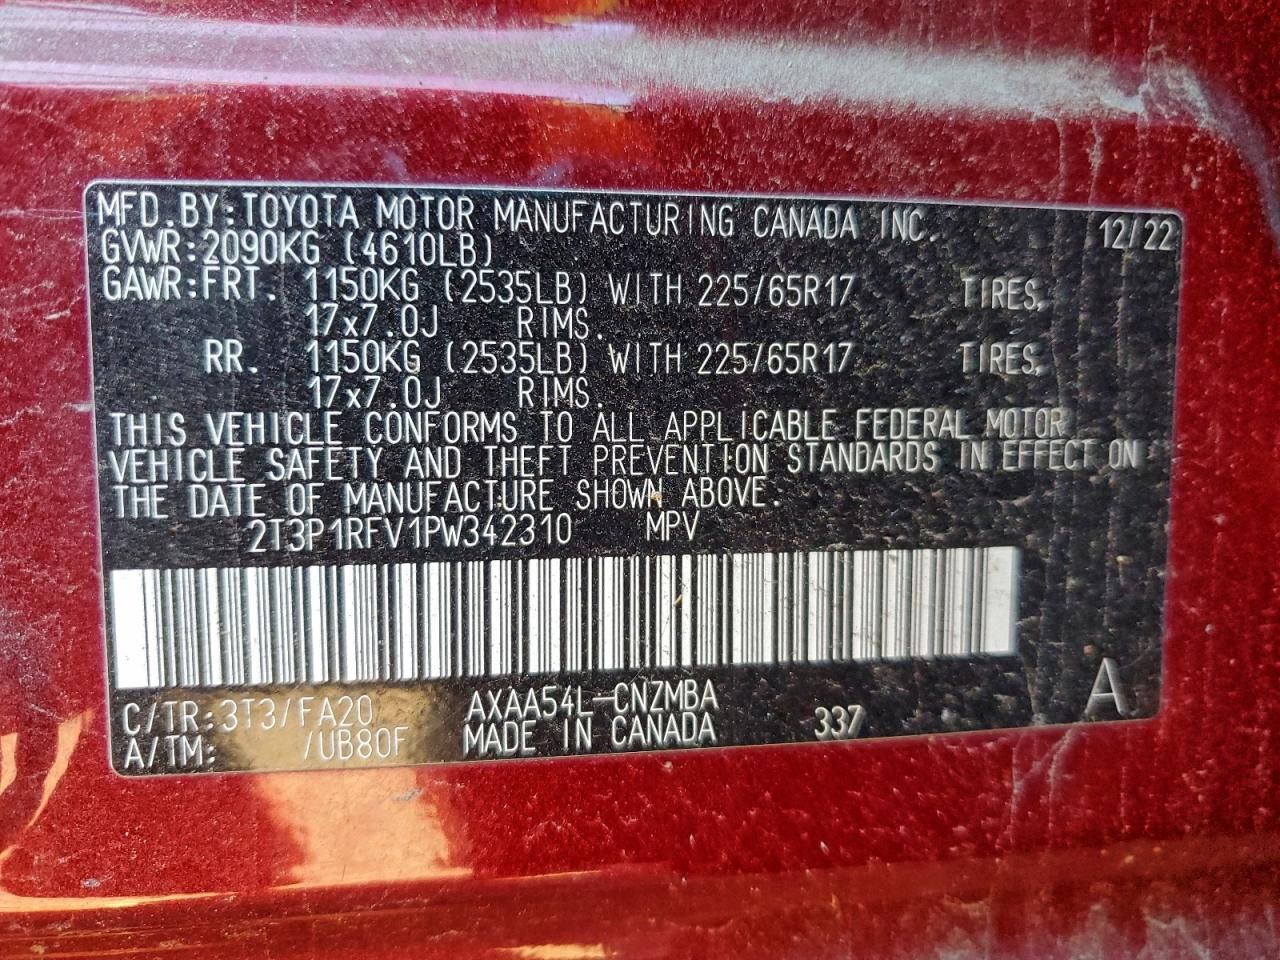 MFD.BY:TOYOTA MOTOR MANUFACTURING CANADA INC. 12/22
GVWR:2090KG (4610LB)
GAWR:FRT. 1150KG (2535LB) WITH 225/65R17 TIRES,
17x7.0J RIMS.
RR. 1150KG (2535LB) WITH 225/65R17 TIRES,
17x7.0J RIMS.
THIS VEHICLE CONFORMS TO ALL APPLICABLE FEDERAL MOTOR
VEHICLE SAFETY AND THEFT PREVENTION STANDARDS IN EFFECT ON
THE DATE OF MANUFACTURE SHOWN ABOVE.
2T3P1RFV1PW342310 MPV
C/TR:3T3/FA20 AXAA54L-CNZMBA A
A/TM: /UB80F MADE IN CANADA 337